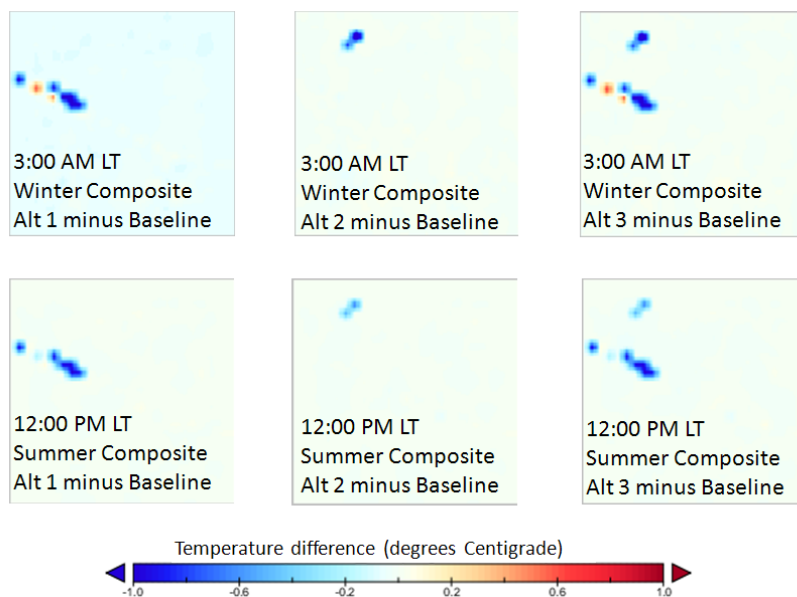 3:00 AM LT
Winter Composite
Alt 1 minus Baseline
3:00 AM LT
Winter Composite
Alt 2 minus Baseline
3:00 AM LT
Winter Composite
Alt 3 minus Baseline
12:00 PM LT
Summer Composite
Alt 1 minus Baseline
12:00 PM LT
Summer Composite
Alt 2 minus Baseline
12:00 PM LT
Summer Composite
Alt 3 minus Baseline
Temperature difference (degrees Centigrade)
-1.0 -0.6 -0.2 0.2 0.6 1.0